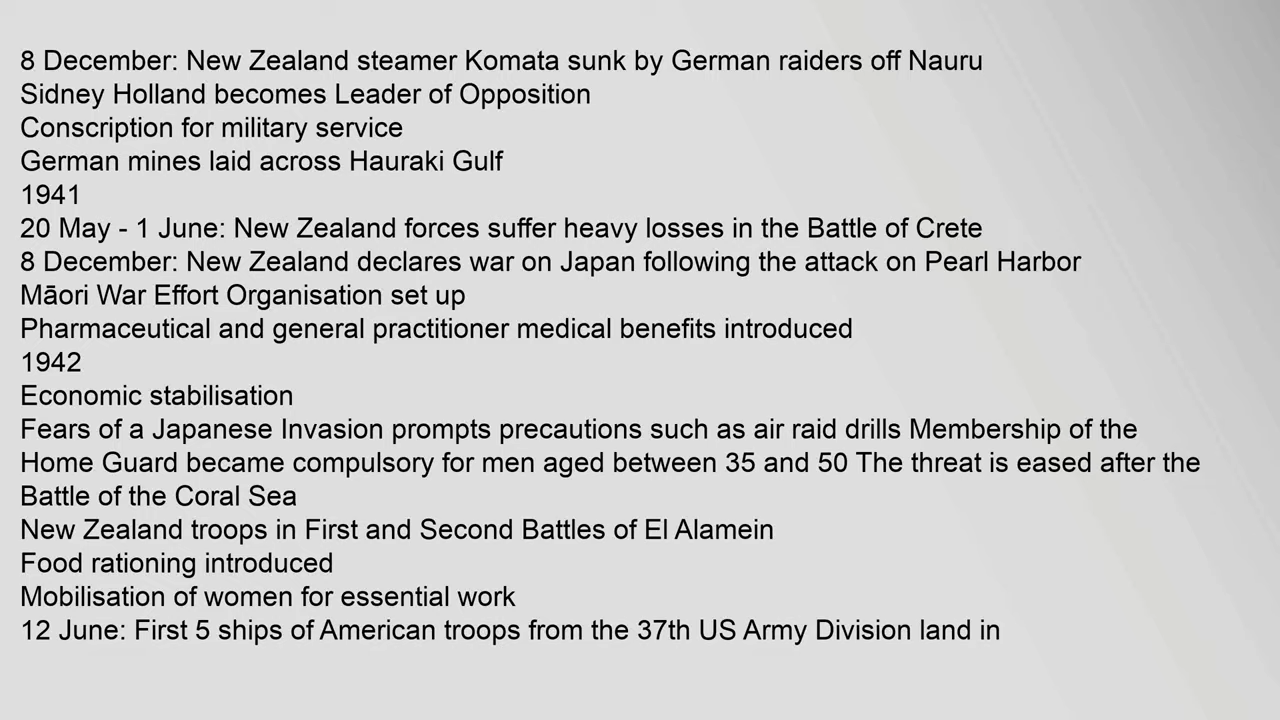 8 December: New Zealand steamer Komata sunk by German raiders off Nauru
Sidney Holland becomes Leader of Opposition
Conscription for military service
German mines laid across Hauraki Gulf
1941
20 May - 1 June: New Zealand forces suffer heavy losses in the Battle of Crete
8 December: New Zealand declares war on Japan following the attack on Pearl Harbor
Māori War Effort Organisation set up
Pharmaceutical and general practitioner medical benefits introduced
1942
Economic stabilisation
Fears of a Japanese Invasion prompts precautions such as air raid drills Membership of the
Home Guard became compulsory for men aged between 35 and 50 The threat is eased after the
Battle of the Coral Sea
New Zealand troops in First and Second Battles of El Alamein
Food rationing introduced
Mobilisation of women for essential work
12 June: First 5 ships of American troops from the 37th US Army Division land in